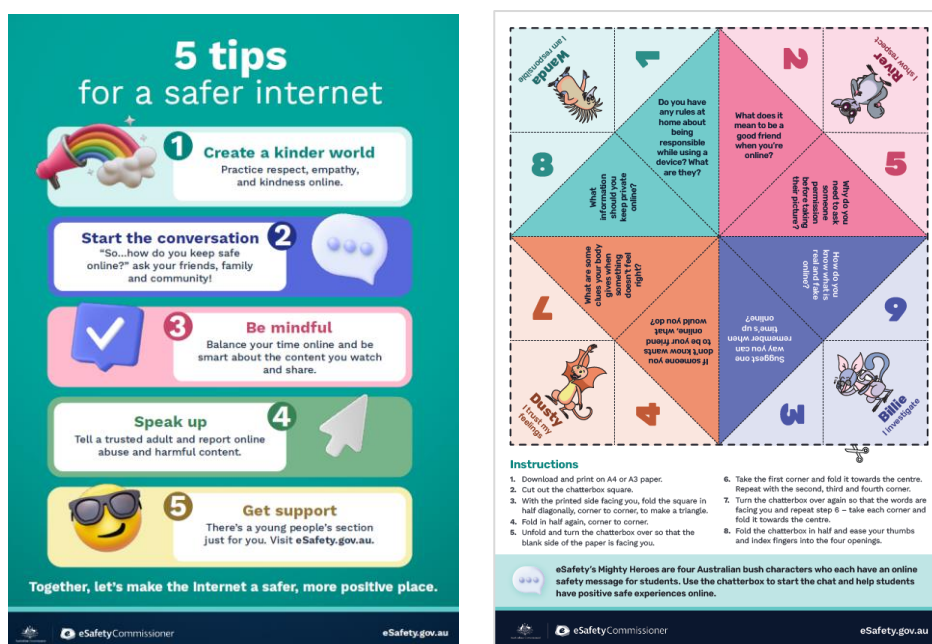 5 tips
for a safer internet
1
Create a kinder world
Practice respect, empathy,
and kindness online.
Start the conversation
2
“So...how do you keep safe
online?” ask your friends, family
and community!
3
Be mindful
Balance your time online and be
smart about the content you watch
and share.
Speak up
4
Tell a trusted adult and report online
abuse and harmful content.
5
Get support
There’s a young people’s section
just for you. Visit eSafety.gov.au.
Together, let’s make the Internet a safer, more positive place.
eSafetyCommissioner
eSafety.gov.au
Wanda
I am responsible
1
Do you have
any rules at
home about
being
responsible
while using a
device? What
are they?
2
What does it
mean to be a
good friend
when you’re
online?
River
I show respect
8
What
information
should you
keep private
online?
5
Why do you
need to ask
someone
permission
before taking
their picture?
7
What are some
clues your body
gives when
something
doesn’t feel
right?
4
If someone you
don’t know wants
to be your friend
online, what
would you do?
Dusty
I trust my
feelings
6
How do you
know what is
real and fake
online?
3
Suggest one
way you can
remember when
time’s up
online?
Billie
I investigate
Instructions
1. Download and print on A4 or A3 paper.
2. Cut out the chatterbox square.
3. With the printed side facing you, fold the square in
half diagonally, corner to corner, to make a triangle.
4. Fold in half again, corner to corner.
5. Unfold and turn the chatterbox over so that the
blank side of the paper is facing you.
6. Take the first corner and fold it towards the centre.
Repeat with the second, third and fourth corner.
7. Turn the chatterbox over again so that the words are
facing you and repeat step 6 – take each corner and
fold it towards the centre.
8. Fold the chatterbox in half and ease your thumbs
and index fingers into the four openings.
eSafety’s Mighty Heroes are four Australian bush characters who each have an online
safety message for students. Use the chatterbox to start the chat and help students
have positive safe experiences online.
eSafetyCommissioner
eSafety.gov.au